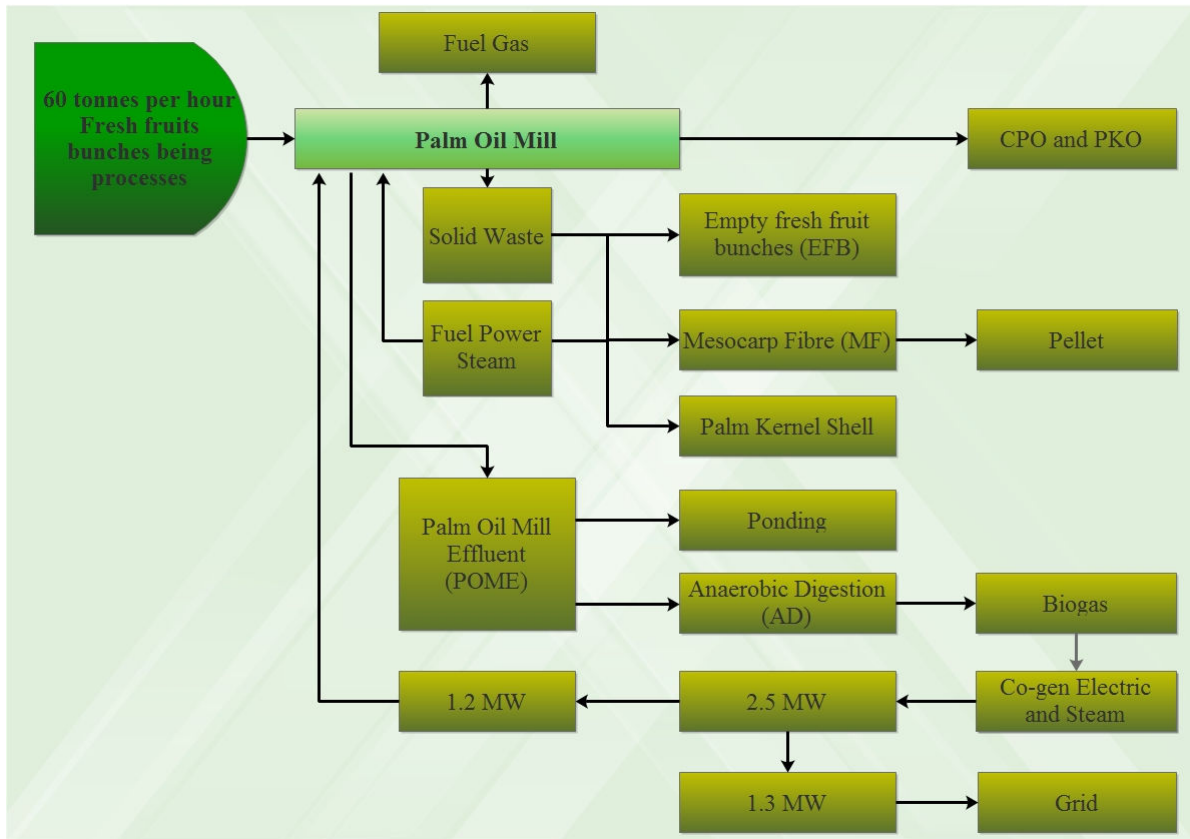 Fuel Gas
60 tonnes per hour
Fresh fruits
bunches being
processes
Palm Oil Mill
CPO and PKO
Solid Waste
Empty fresh fruit
bunches (EFB)
Fuel Power
Steam
Mesocarp Fibre (MF)
Pellet
Palm Kernel Shell
Palm Oil Mill
Effluent
(POME)
Ponding
Anaerobic Digestion
(AD)
Biogas
1.2 MW
2.5 MW
Co-gen Electric
and Steam
1.3 MW
Grid